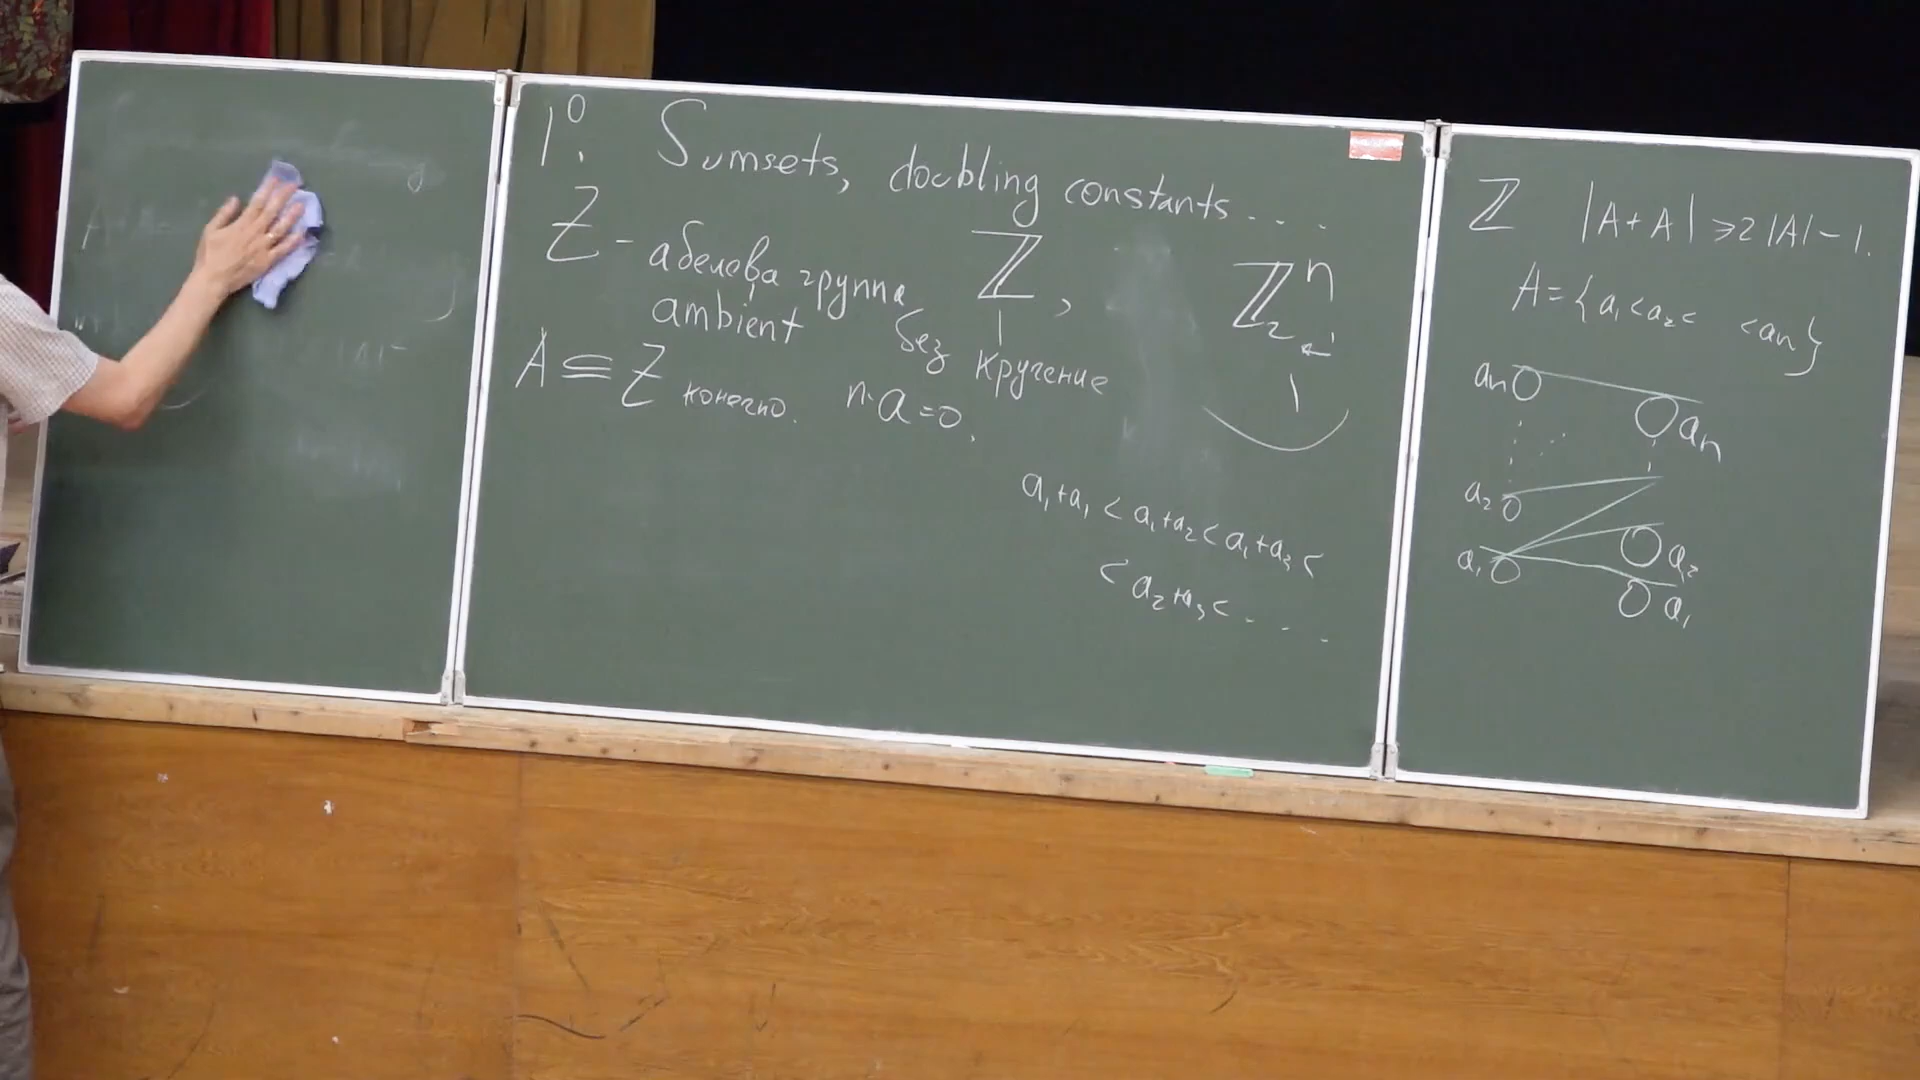 1⁰. Sumsets, doubling constants . . .
Z - абелева группа ℤ, ℤ₂ⁿ
ambient без кручение
A ⊆ Z конечно. n·a=0.
a₁+a₁ < a₁+a₂ < a₁+a₃ <
< a₂+a₃ < . . . .
ℤ |A+A| ⩾ 2|A|-1.
A={a₁<a₂< <aₙ}
aₙ
aₙ
a₂
a₂
a₁
a₁